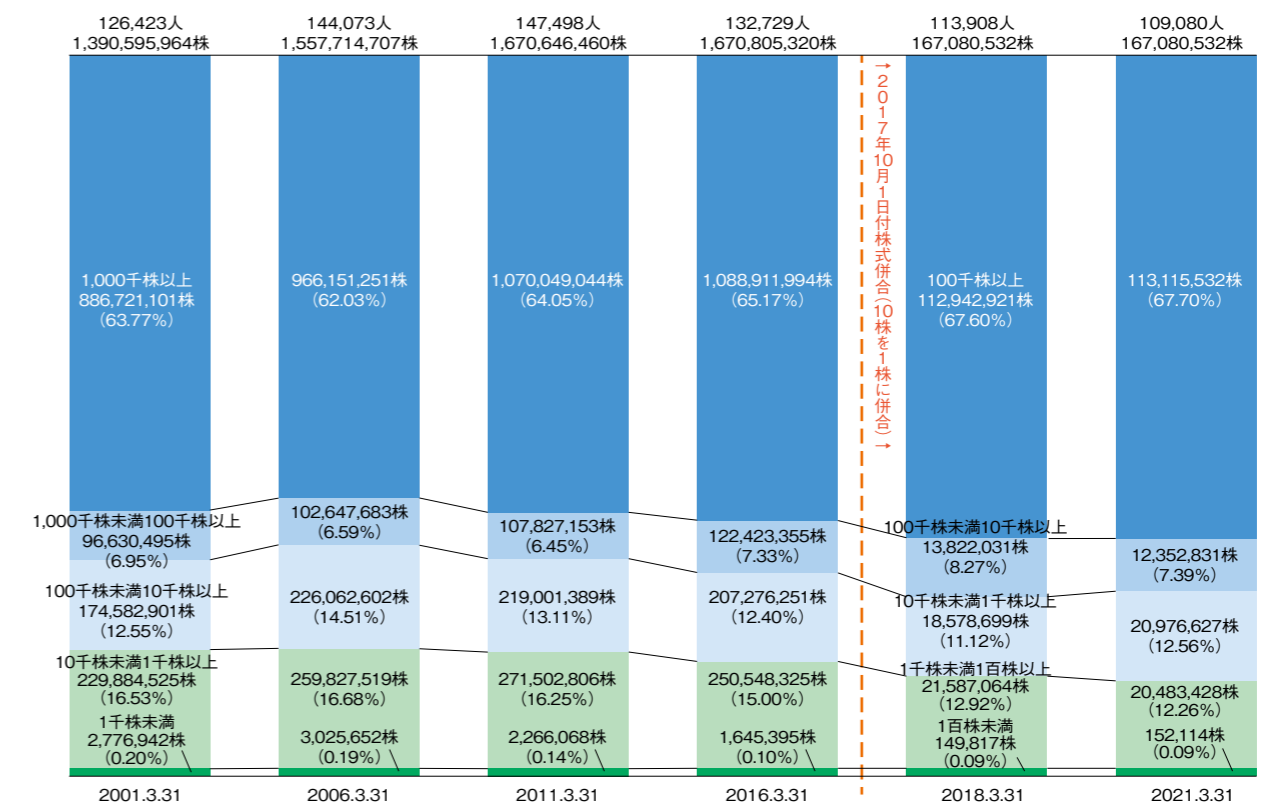 126,423人
1,390,595,964株
144,073人
1,557,714,707株
147,498人
1,670,646,460株
132,729人
1,670,805,320株
113,908人
167,080,532株
109,080人
167,080,532株
1,000千株以上
886,721,101株
（63.77％）
966,151,251株
（62.03％）
1,070,049,044株
（64.05％）
1,088,911,994株
（65.17％）
→2017年10月1日付株式併合（10株を1株に併合）→
100千株以上
112,942,921株
（67.60％）
113,115,532株
（67.70％）
1,000千株未満100千株以上
96,630,495株
（6.95％）
102,647,683株
（6.59％）
107,827,153株
（6.45％）
122,423,355株
（7.33％）
100千株未満10千株以上
13,822,031株
（8.27％）
12,352,831株
（7.39％）
100千株未満10千株以上
174,582,901株
（12.55％）
226,062,602株
（14.51％）
219,001,389株
（13.11％）
207,276,251株
（12.40％）
10千株未満1千株以上
18,578,699株
（11.12％）
20,976,627株
（12.56％）
10千株未満1千株以上
229,884,525株
（16.53％）
259,827,519株
（16.68％）
271,502,806株
（16.25％）
250,548,325株
（15.00％）
1千株未満1百株以上
21,587,064株
（12.92％）
20,483,428株
（12.26％）
1千株未満
2,776,942株
（0.20％）
3,025,652株
（0.19％）
2,266,068株
（0.14％）
1,645,395株
（0.10％）
1百株未満
149,817株
（0.09％）
152,114株
（0.09％）
2001.3.31
2006.3.31
2011.3.31
2016.3.31
2018.3.31
2021.3.31